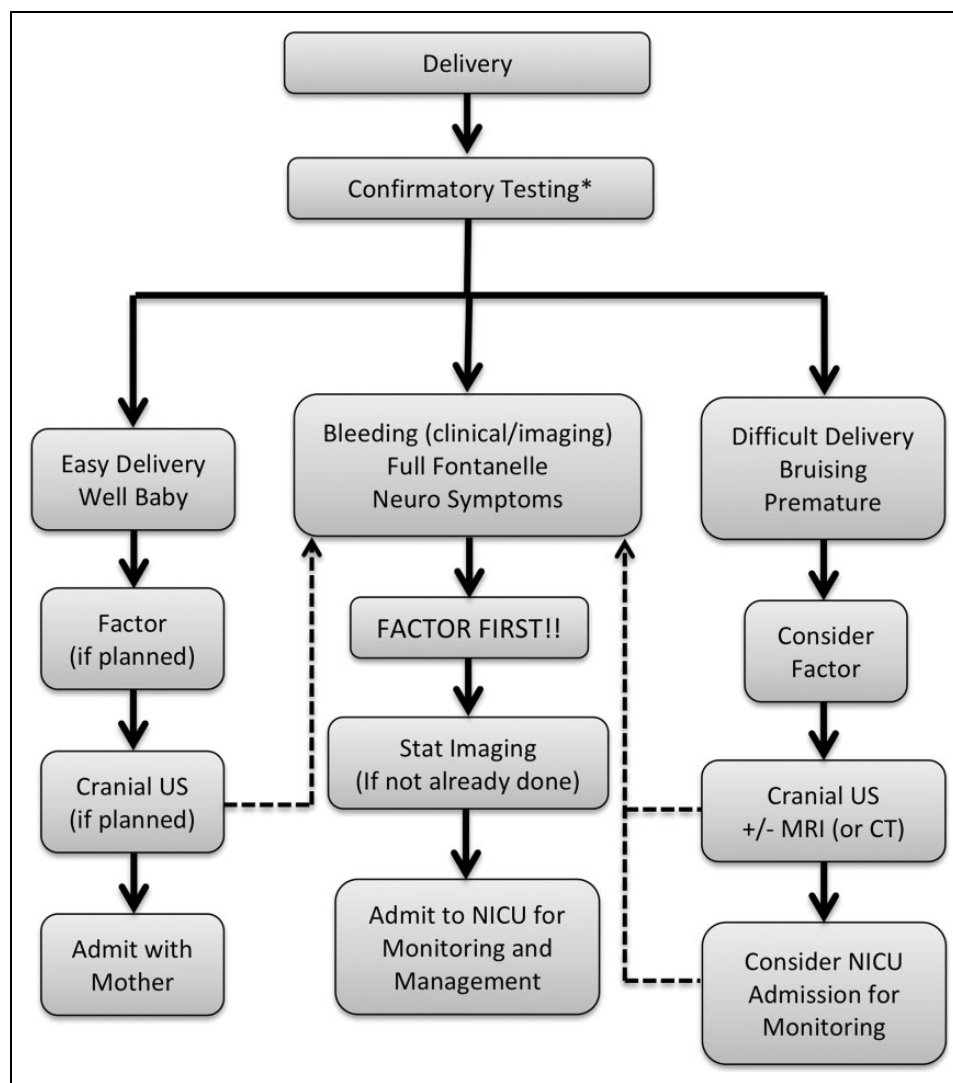 Delivery
Confirmatory Testing*
Easy Delivery
Well Baby
Factor
(if planned)
Cranial US
(if planned)
Admit with
Mother
Bleeding (clinical/imaging)
Full Fontanelle
Neuro Symptoms
FACTOR FIRST!!
Stat Imaging
(If not already done)
Admit to NICU for
Monitoring and
Management
Difficult Delivery
Bruising
Premature
Consider
Factor
Cranial US
+/- MRI (or CT)
Consider NICU
Admission for
Monitoring